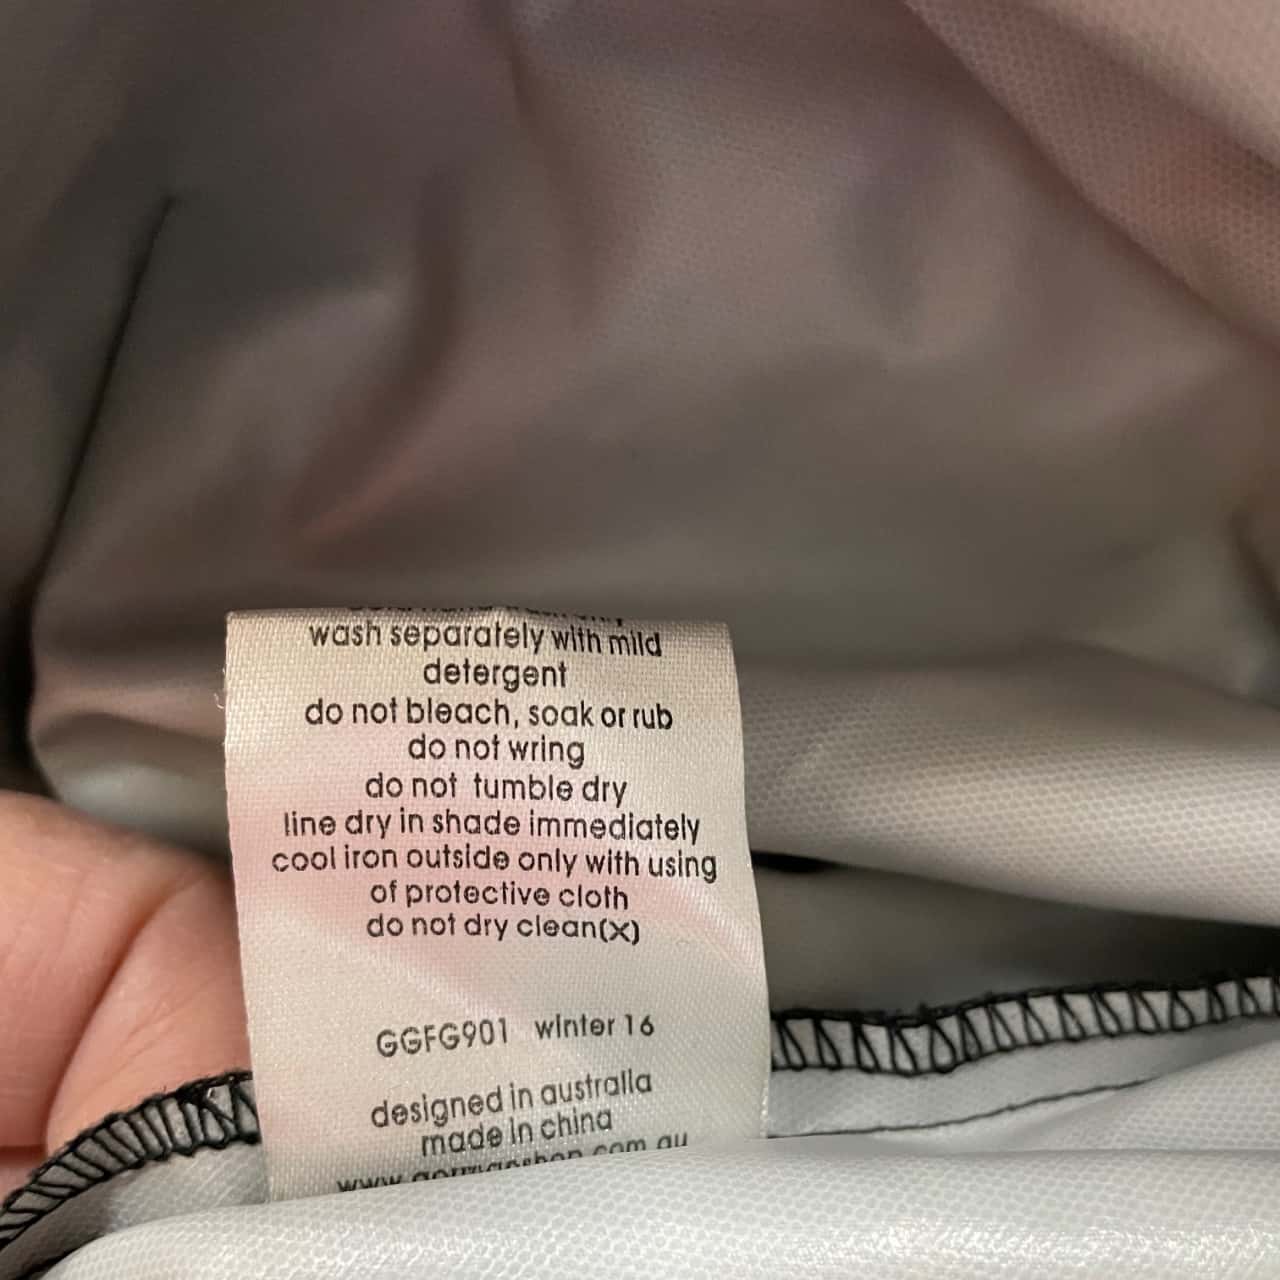 wash separately with mild
detergent
do not bleach, soak or rub
do not wring
do not tumble dry
line dry in shade immediately
cool iron outside only with using
of protective cloth
do not dry clean(x)
GGFG901 winter 16
designed in australia
made in china